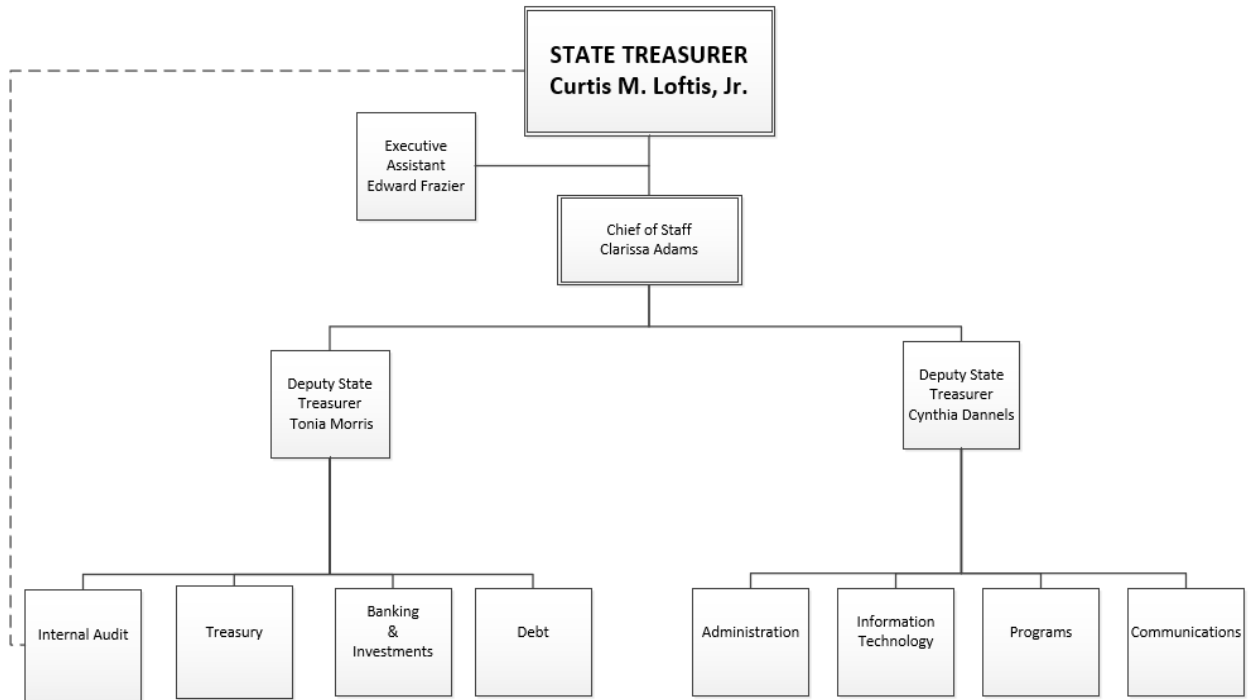 STATE TREASURER
Curtis M. Loftis, Jr.
Executive
Assistant
Edward Frazier
Chief of Staff
Clarissa Adams
Deputy State
Treasurer
Tonia Morris
Deputy State
Treasurer
Cynthia Dannels
Internal Audit
Treasury
Banking
&
Investments
Debt
Administration
Information
Technology
Programs
Communications